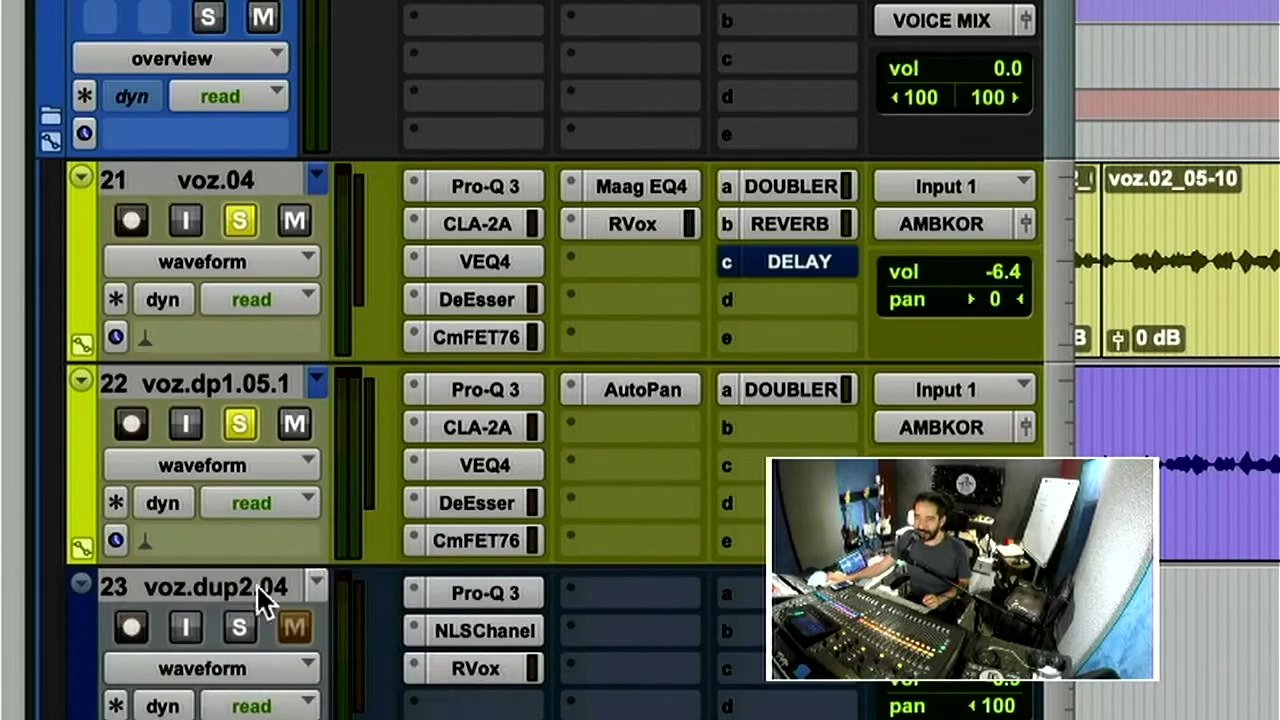 S M b VOICE MIX
overview c vol 0.0
* dyn read d 100 100
e
21 voz.04 Pro-Q 3 Maag EQ4 a DOUBLER Input 1 voz.02_05-10
I S M CLA-2A RVox b REVERB AMBKOR
waveform VEQ4 c DELAY vol -6.4
* dyn read DeEsser d pan 0
CmFET76 e B 0 dB
22 voz.dp1.05.1 Pro-Q 3 AutoPan a DOUBLER Input 1
I S M CLA-2A b AMBKOR
waveform VEQ4 c
* dyn read DeEsser d
CmFET76 e
23 voz.dup2.04 Pro-Q 3 a
I S M NLSChanel b
waveform RVox c vol
* dyn read d pan 100